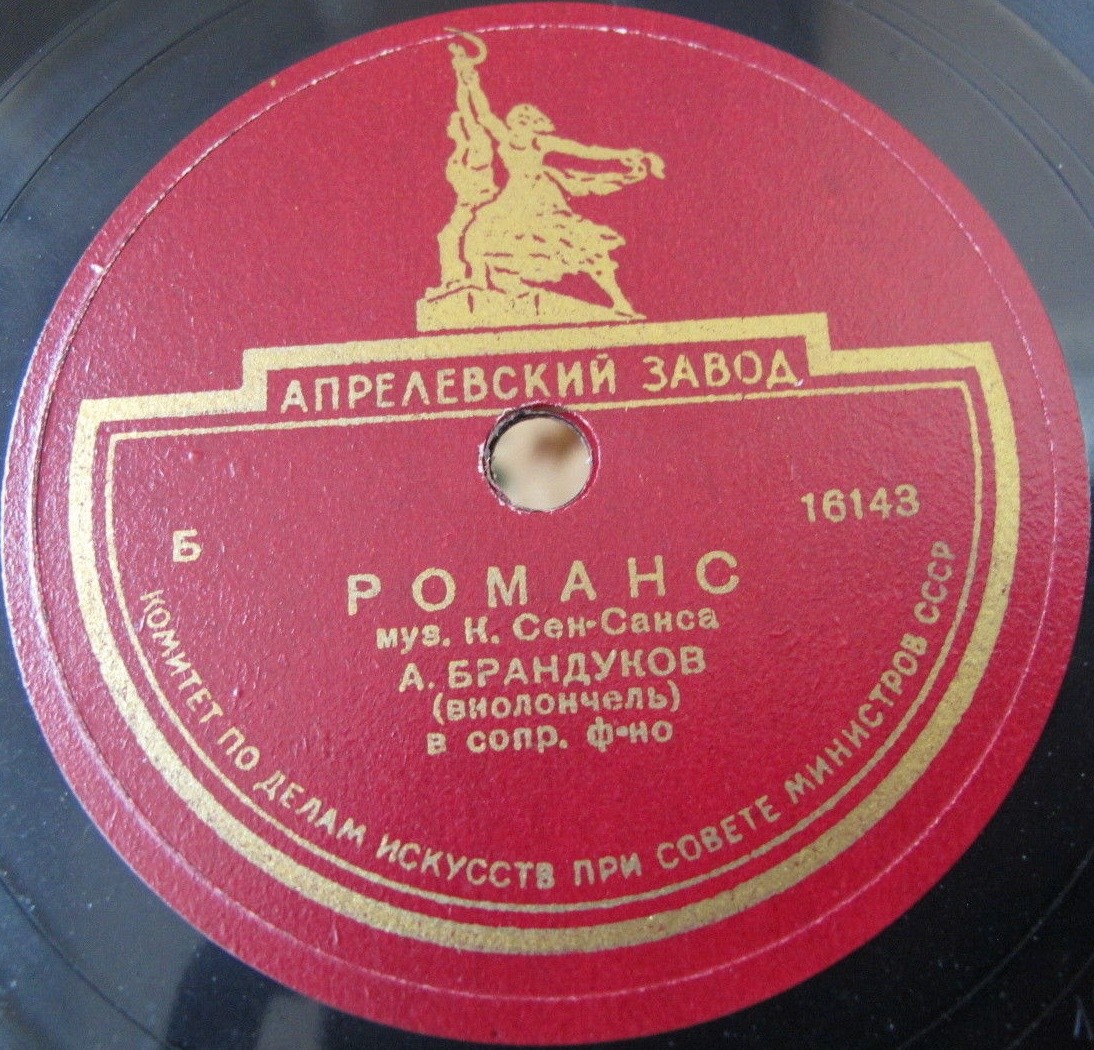 АПРЕЛЕВСКИЙ ЗАВОД
Б
16143
РОМАНС
муз. К. Сен-Санса
А. БРАНДУКОВ
(виолончель)
в сопр. ф-но
КОМИТЕТ ПО ДЕЛАМ ИСКУССТВ ПРИ СОВЕТЕ МИНИСТРОВ СССР